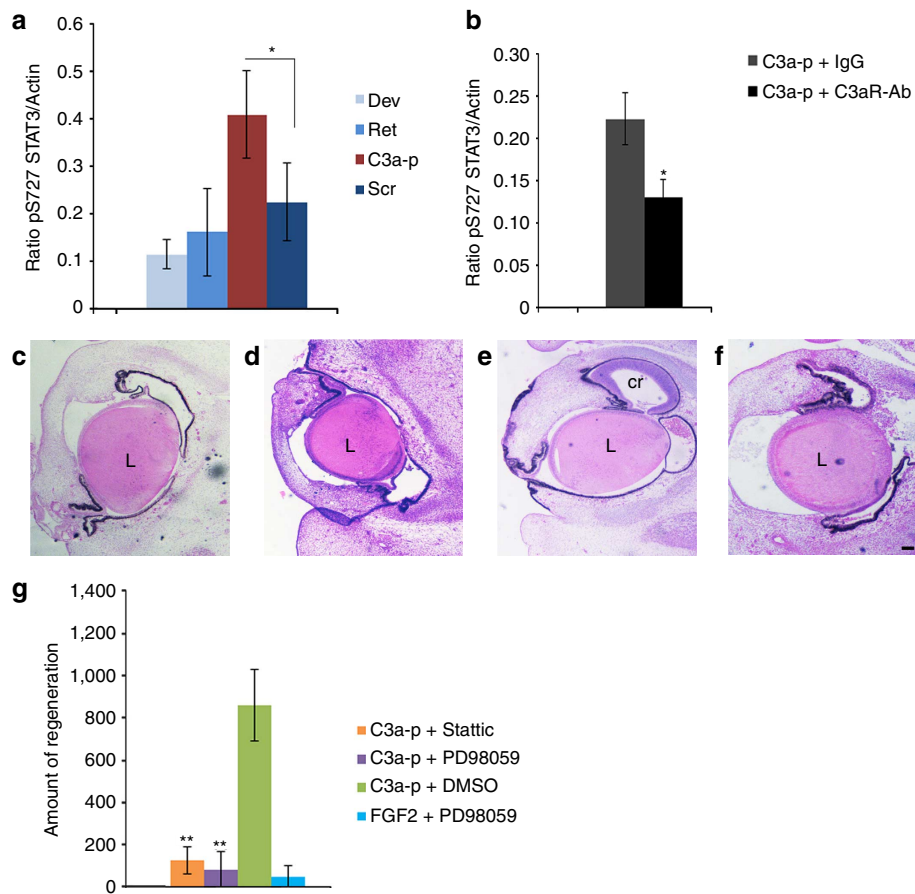 a
0.6
0.5
0.4
0.3
0.2
0.1
0
Ratio pS727 STAT3/Actin
*
Dev
Ret
C3a-p
Scr
b
0.30
0.25
0.20
0.15
0.10
0.05
0
Ratio pS727 STAT3/Actin
*
C3a-p + IgG
C3a-p + C3aR-Ab
c
L
d
L
e
cr
L
f
L
g
1,400
1,200
1,000
800
600
400
200
0
Amount of regeneration
**
**
C3a-p + Stattic
C3a-p + PD98059
C3a-p + DMSO
FGF2 + PD98059